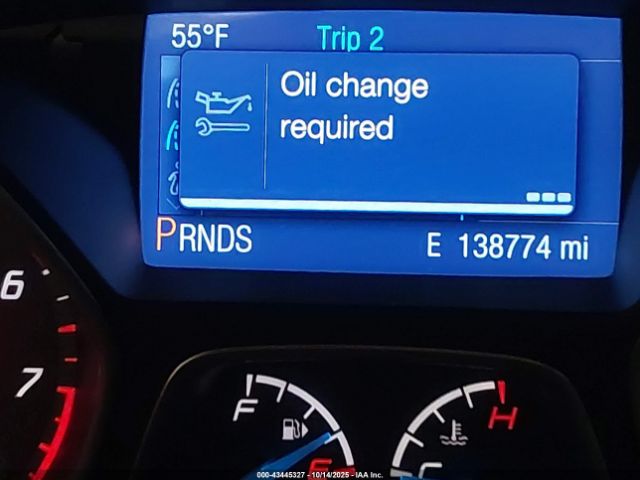 55°F Trip 2
Oil change
required
PRNDS E 138774 mi
6
7
F H
E C
000-43445327 - 10/14/2025 - IAA Inc.